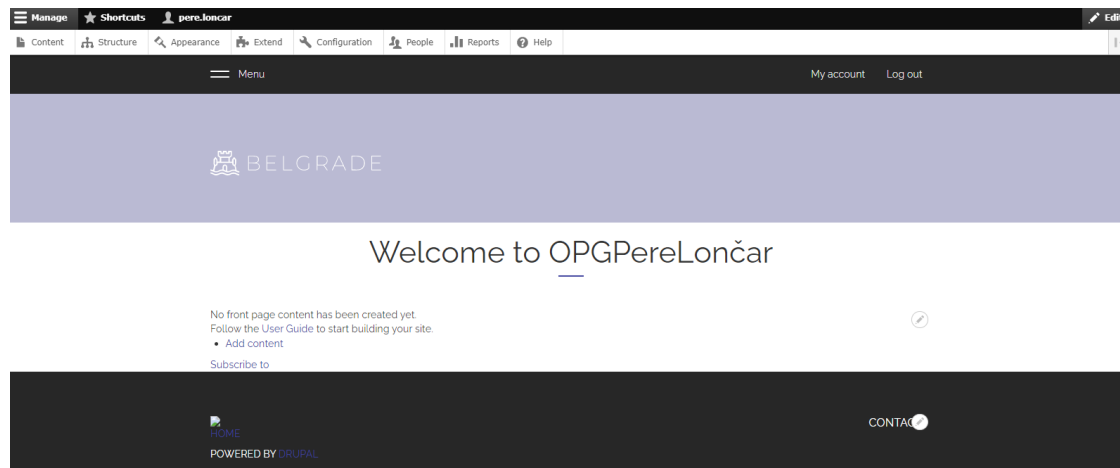 Manage Shortcuts pere.loncar Edit
Content Structure Appearance Extend Configuration People Reports Help
Menu My account Log out
BELGRADE
Welcome to OPGPereLončar
No front page content has been created yet.
Follow the User Guide to start building your site.
Add content
Subscribe to
HOME
POWERED BY DRUPAL